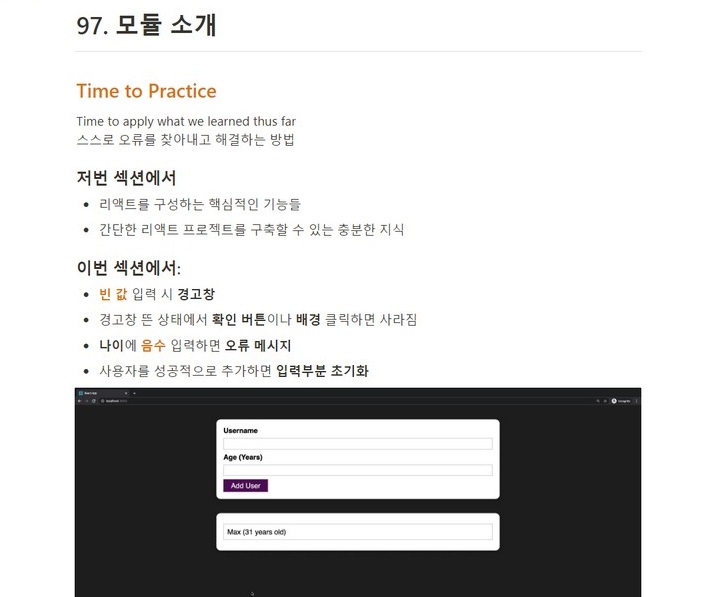 97. 모듈 소개
Time to Practice
Time to apply what we learned thus far
스스로 오류를 찾아내고 해결하는 방법
저번 섹션에서
리액트를 구성하는 핵심적인 기능들
간단한 리액트 프로젝트를 구축할 수 있는 충분한 지식
이번 섹션에서:
빈 값 입력 시 경고창
경고창 뜬 상태에서 확인 버튼이나 배경 클릭하면 사라짐
나이에 음수 입력하면 오류 메시지
사용자를 성공적으로 추가하면 입력부분 초기화
Username
Age (Years)
Add User
Max (31 years old)